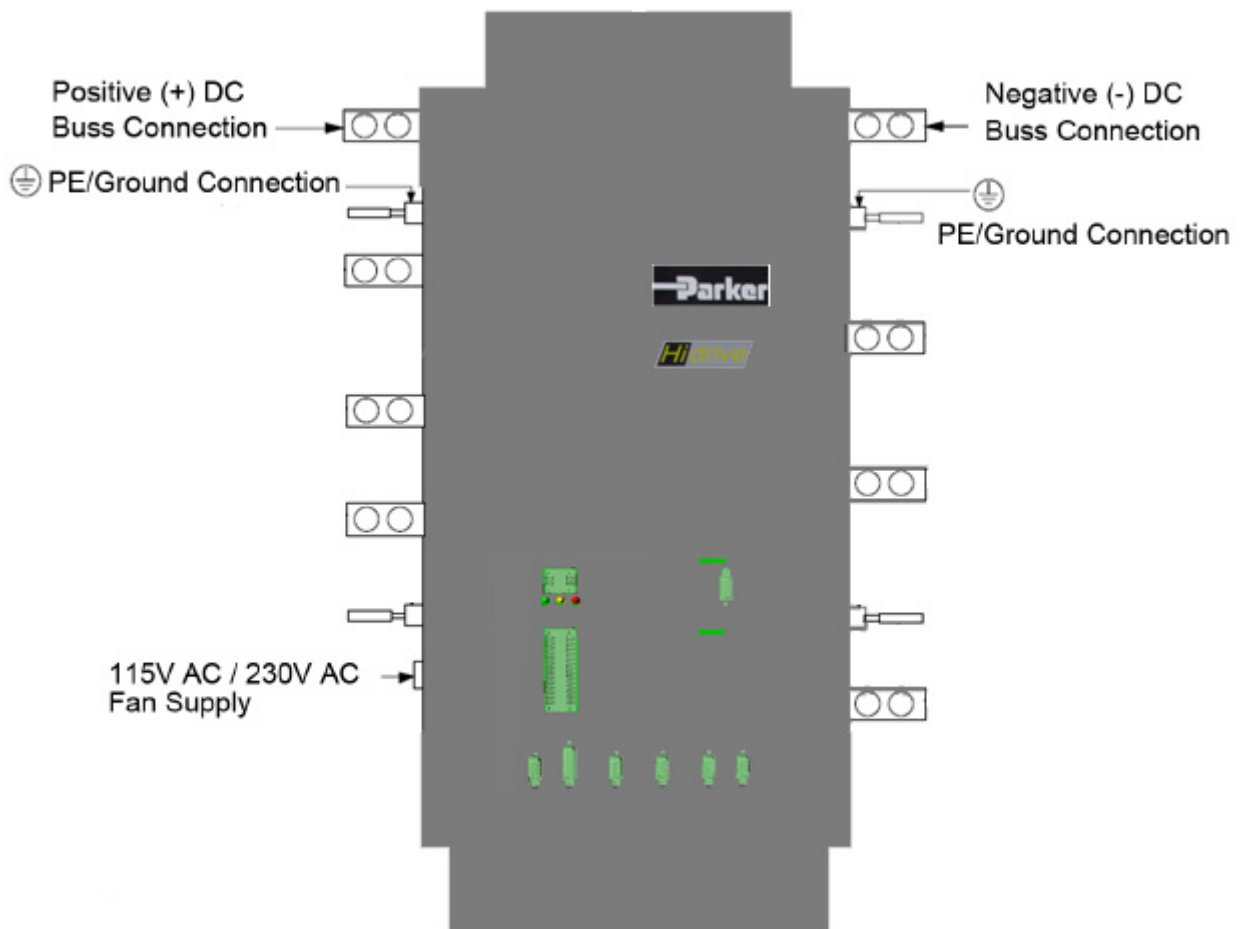 Positive (+) DC
Buss Connection
PE/Ground Connection
Negative (-) DC
Buss Connection
PE/Ground Connection
Parker
Hidrive
115V AC / 230V AC
Fan Supply